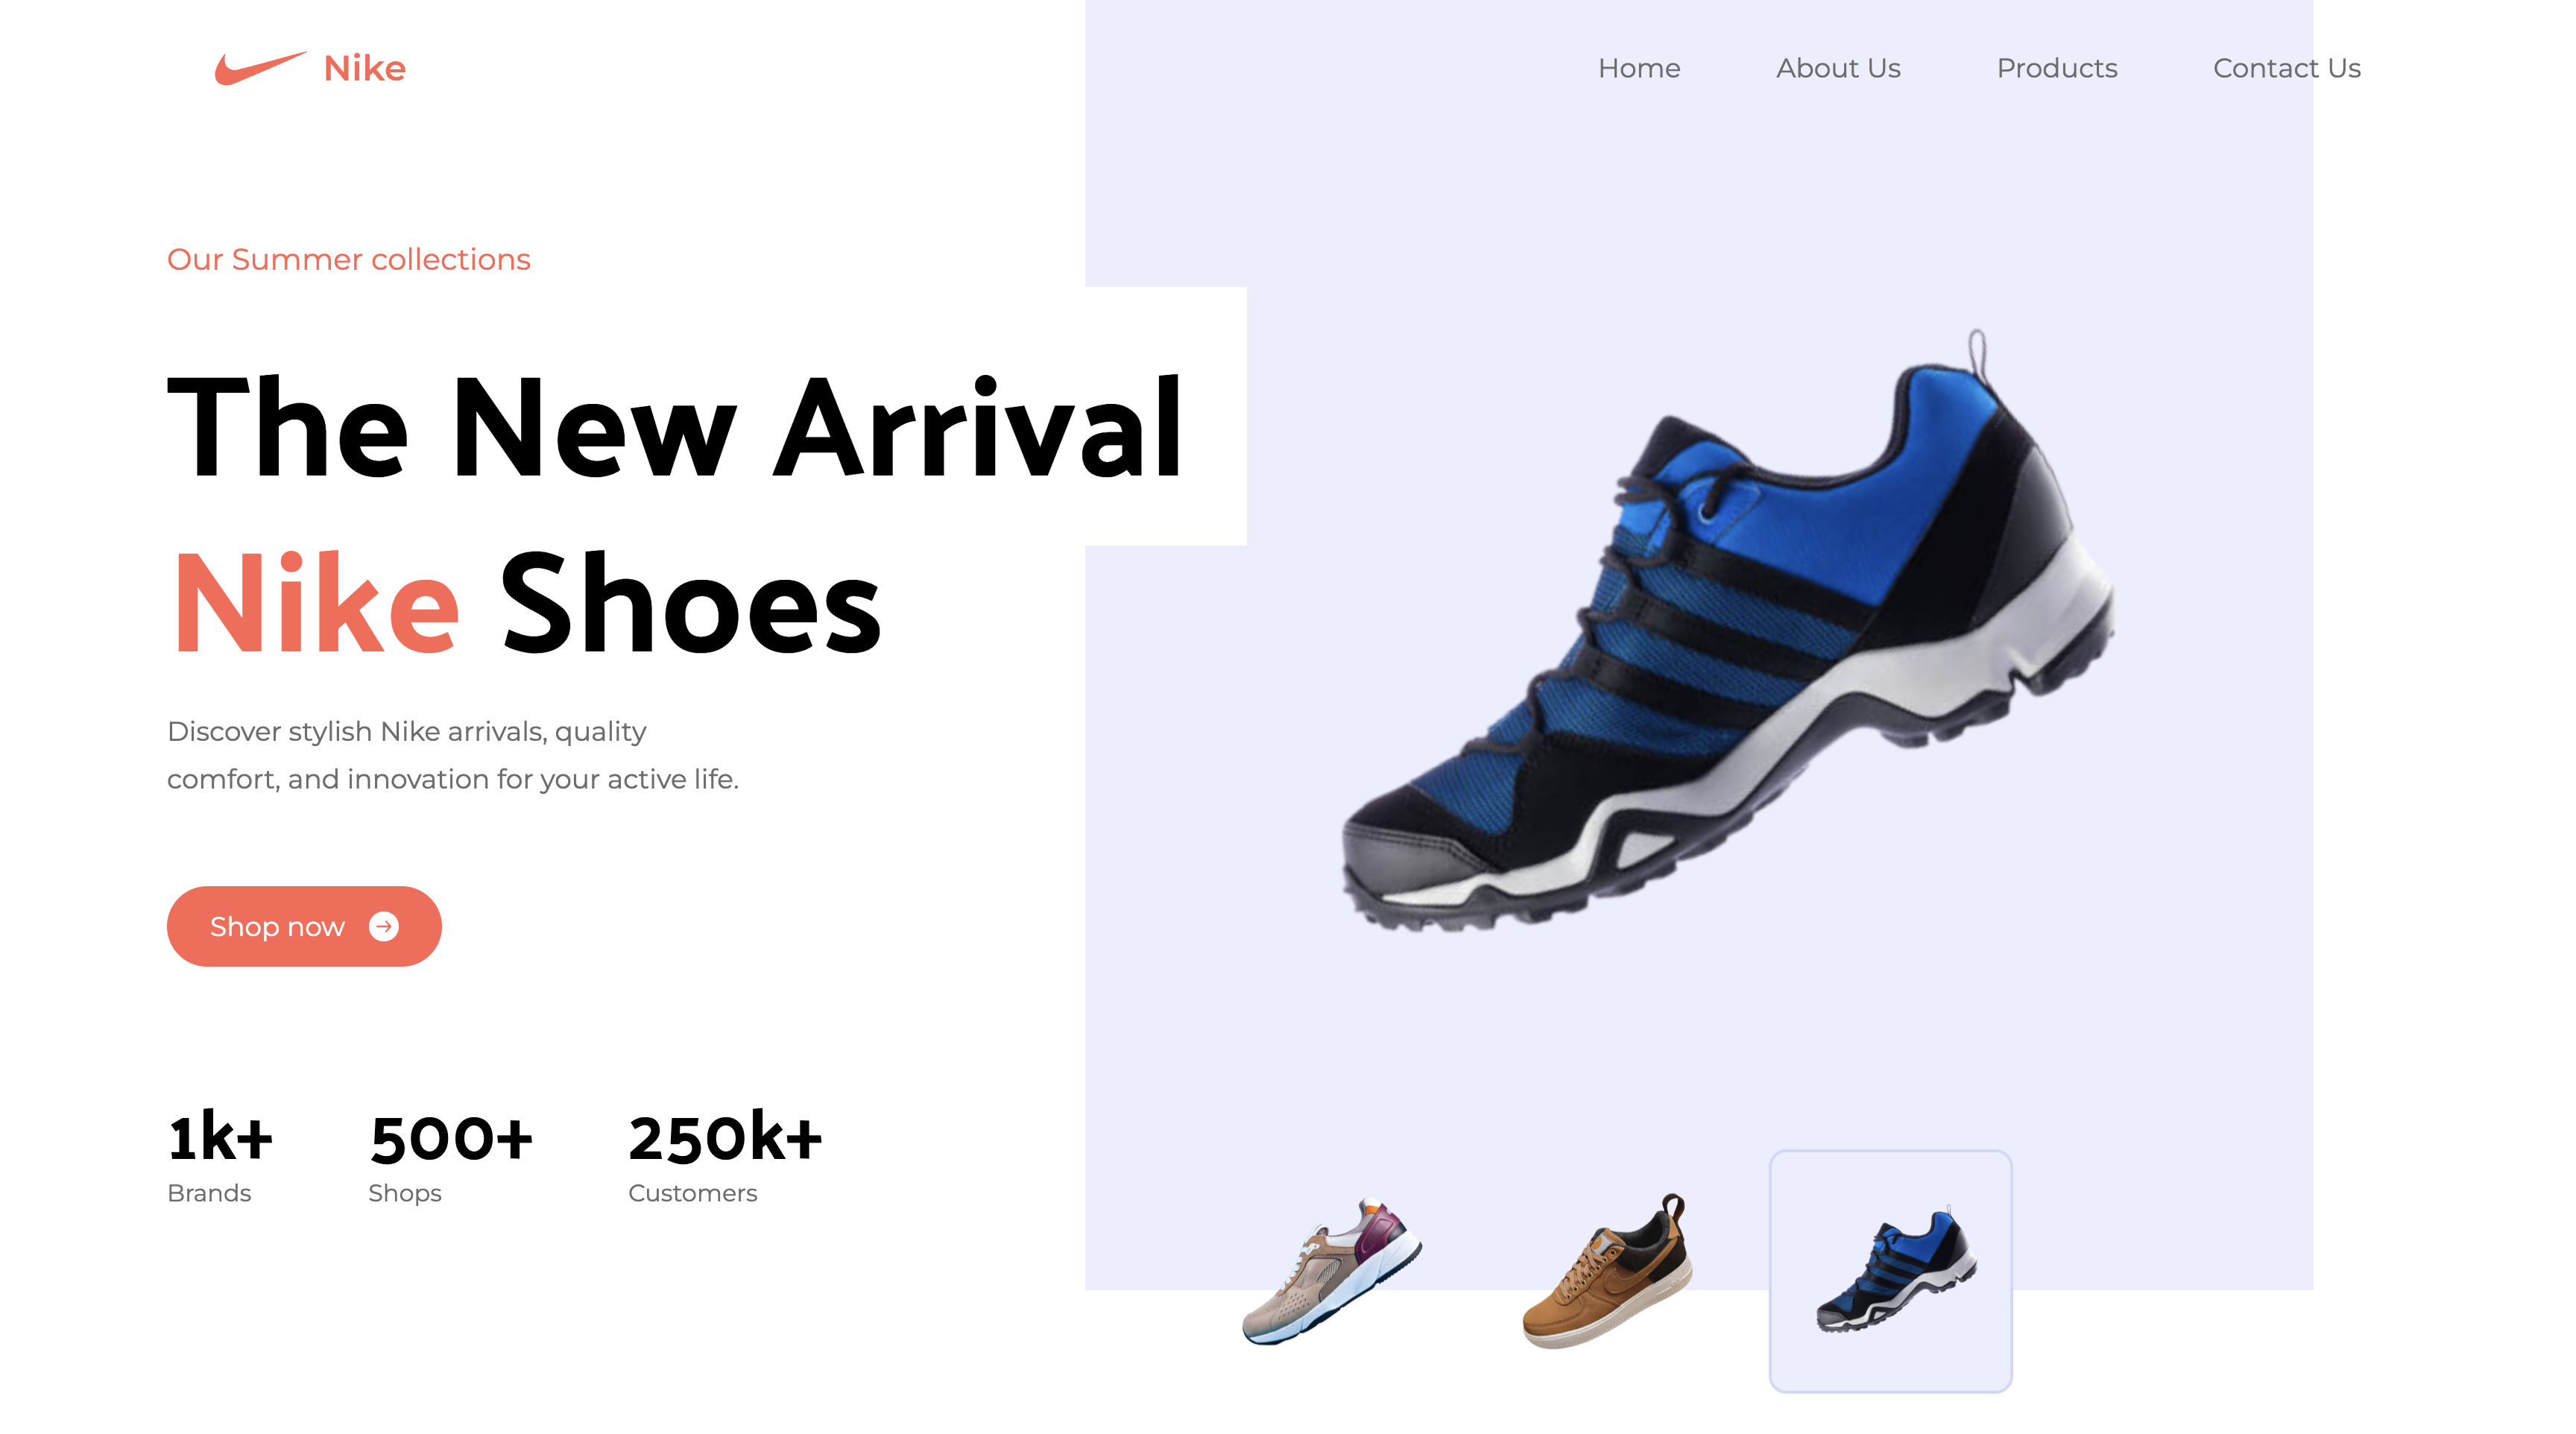 Nike
Home
About Us
Products
Contact Us
Our Summer collections
The New Arrival
Nike Shoes
Discover stylish Nike arrivals, quality
comfort, and innovation for your active life.
Shop now
1k+
Brands
500+
Shops
250k+
Customers